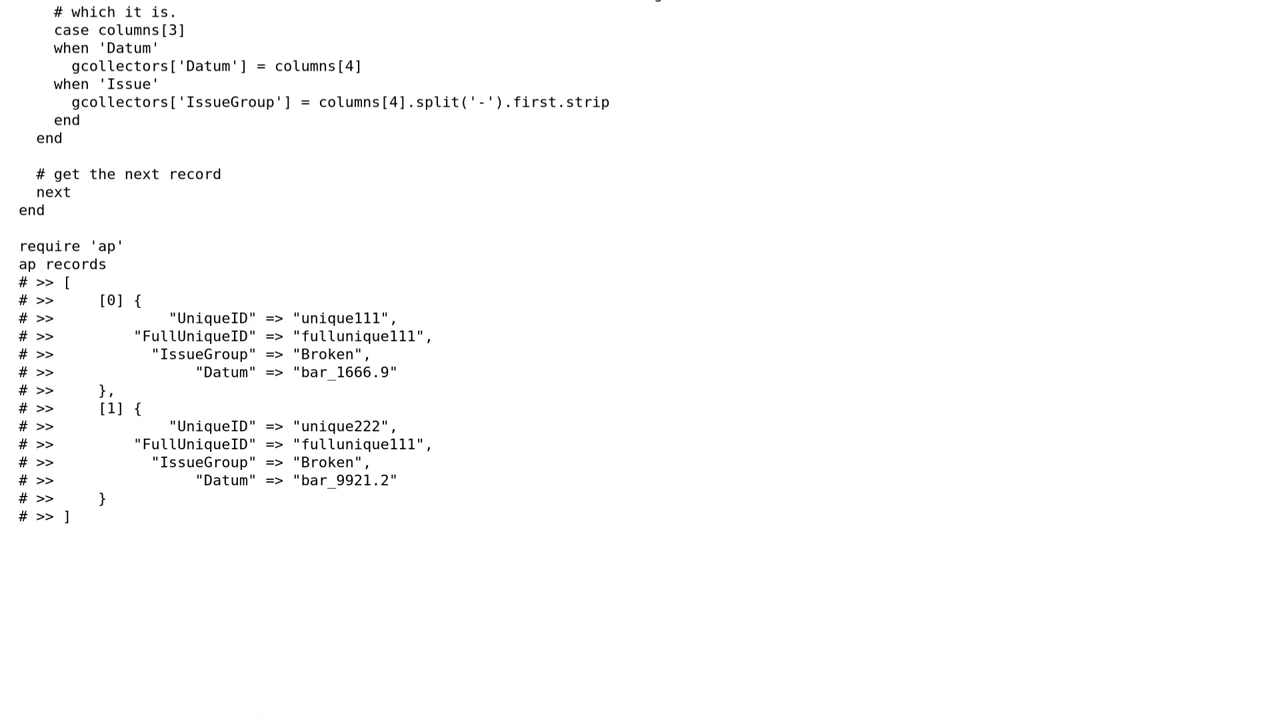 # which it is.
case columns[3]
when 'Datum'
gcollectors['Datum'] = columns[4]
when 'Issue'
gcollectors['IssueGroup'] = columns[4].split('-').first.strip
end
end
# get the next record
next
end
require 'ap'
ap records
# >> [
# >>     [0] {
# >>             "UniqueID" => "unique111",
# >>         "FullUniqueID" => "fullunique111",
# >>           "IssueGroup" => "Broken",
# >>                "Datum" => "bar_1666.9"
# >>     },
# >>     [1] {
# >>             "UniqueID" => "unique222",
# >>         "FullUniqueID" => "fullunique111",
# >>           "IssueGroup" => "Broken",
# >>                "Datum" => "bar_9921.2"
# >>     }
# >> ]